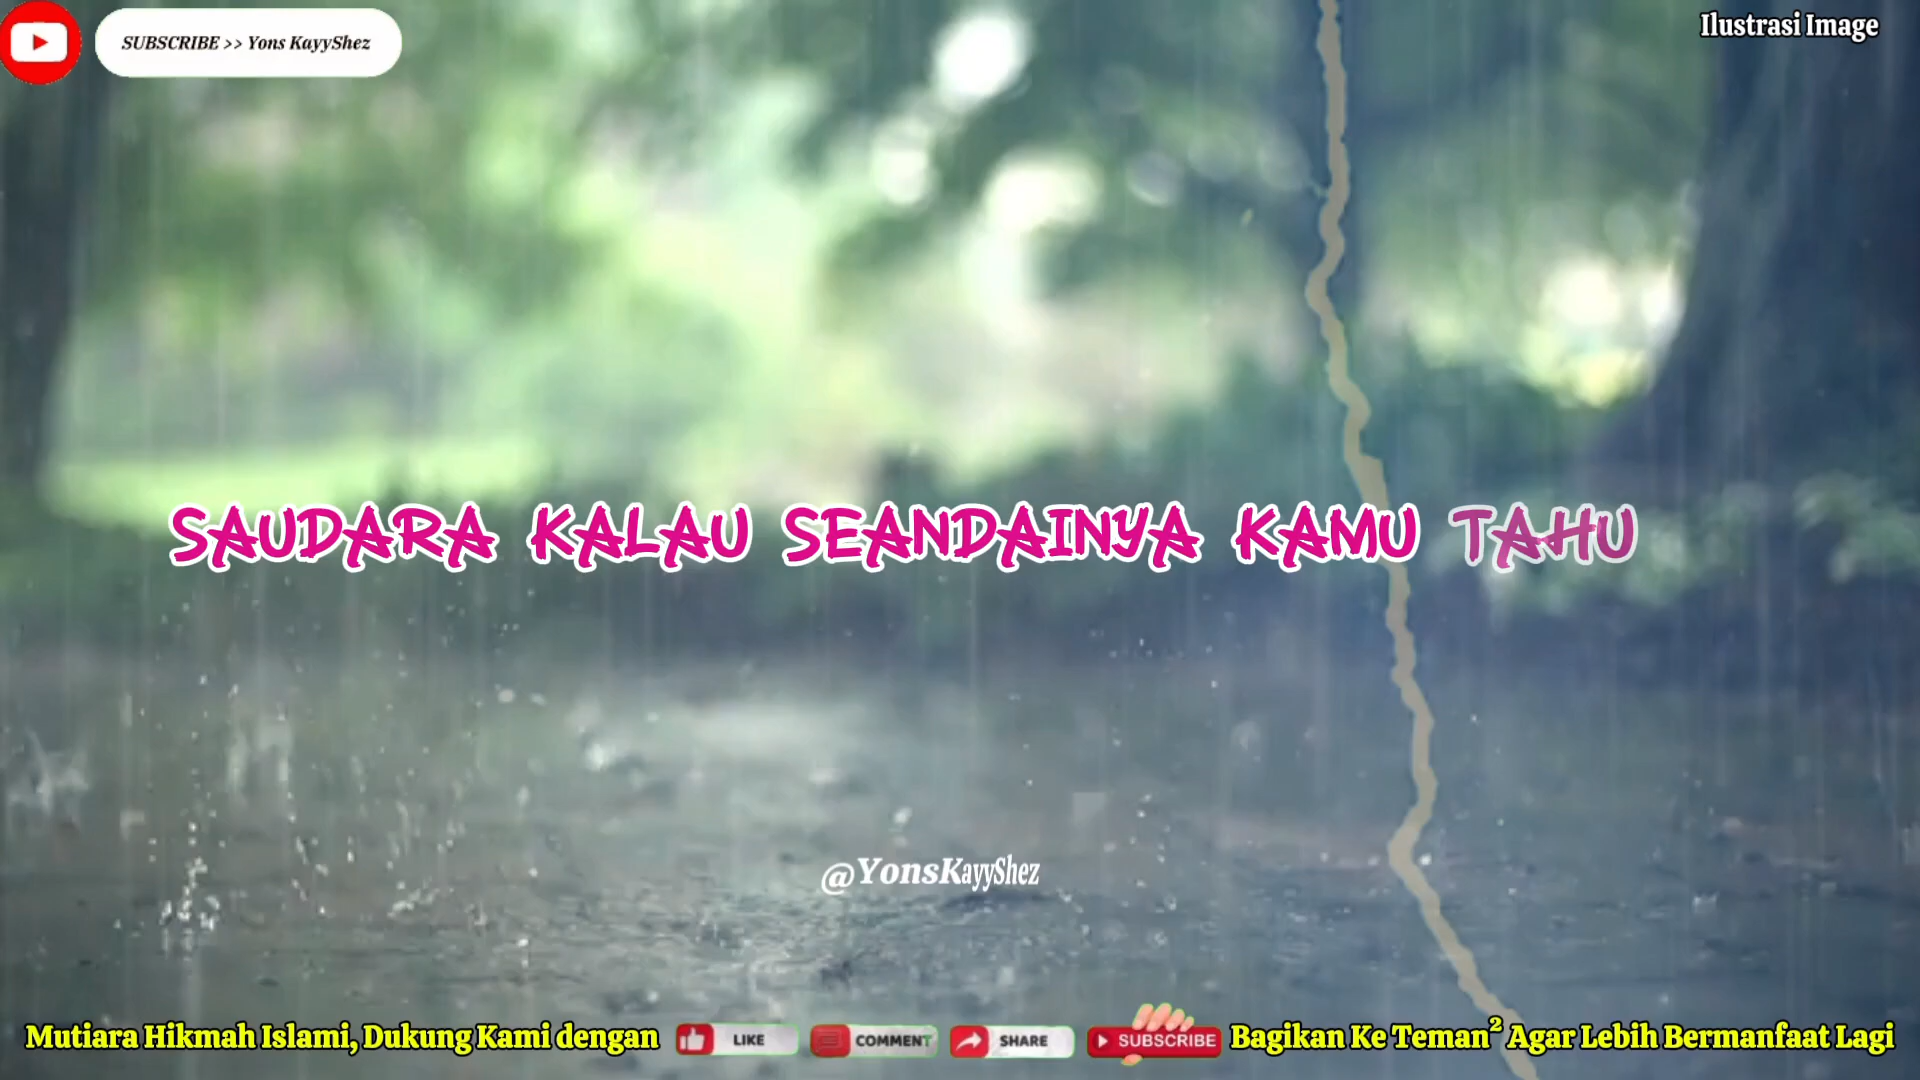 SUBSCRIBE >> Yons KayyShez
Ilustrasi Image
SAUDARA KALAU SEANDAINYA KAMU TAHU
@YonsKayyShez
Mutiara Hikmah Islami, Dukung Kami dengan LIKE COMMENT SHARE SUBSCRIBE Bagikan Ke Teman² Agar Lebih Bermanfaat Lagi